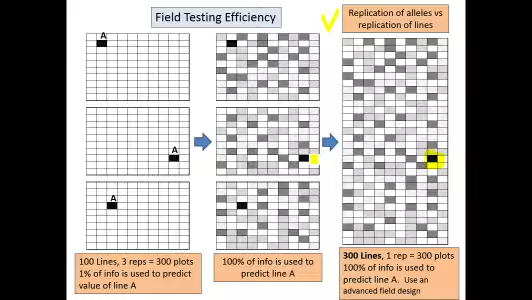 Field Testing Efficiency
Replication of alleles vs
replication of lines
A
A
A
100 Lines, 3 reps = 300 plots
1% of info is used to predict
value of line A
100% of info is used to
predict line A
300 Lines, 1 rep = 300 plots
100% of info is used to
predict line A. Use an
advanced field design